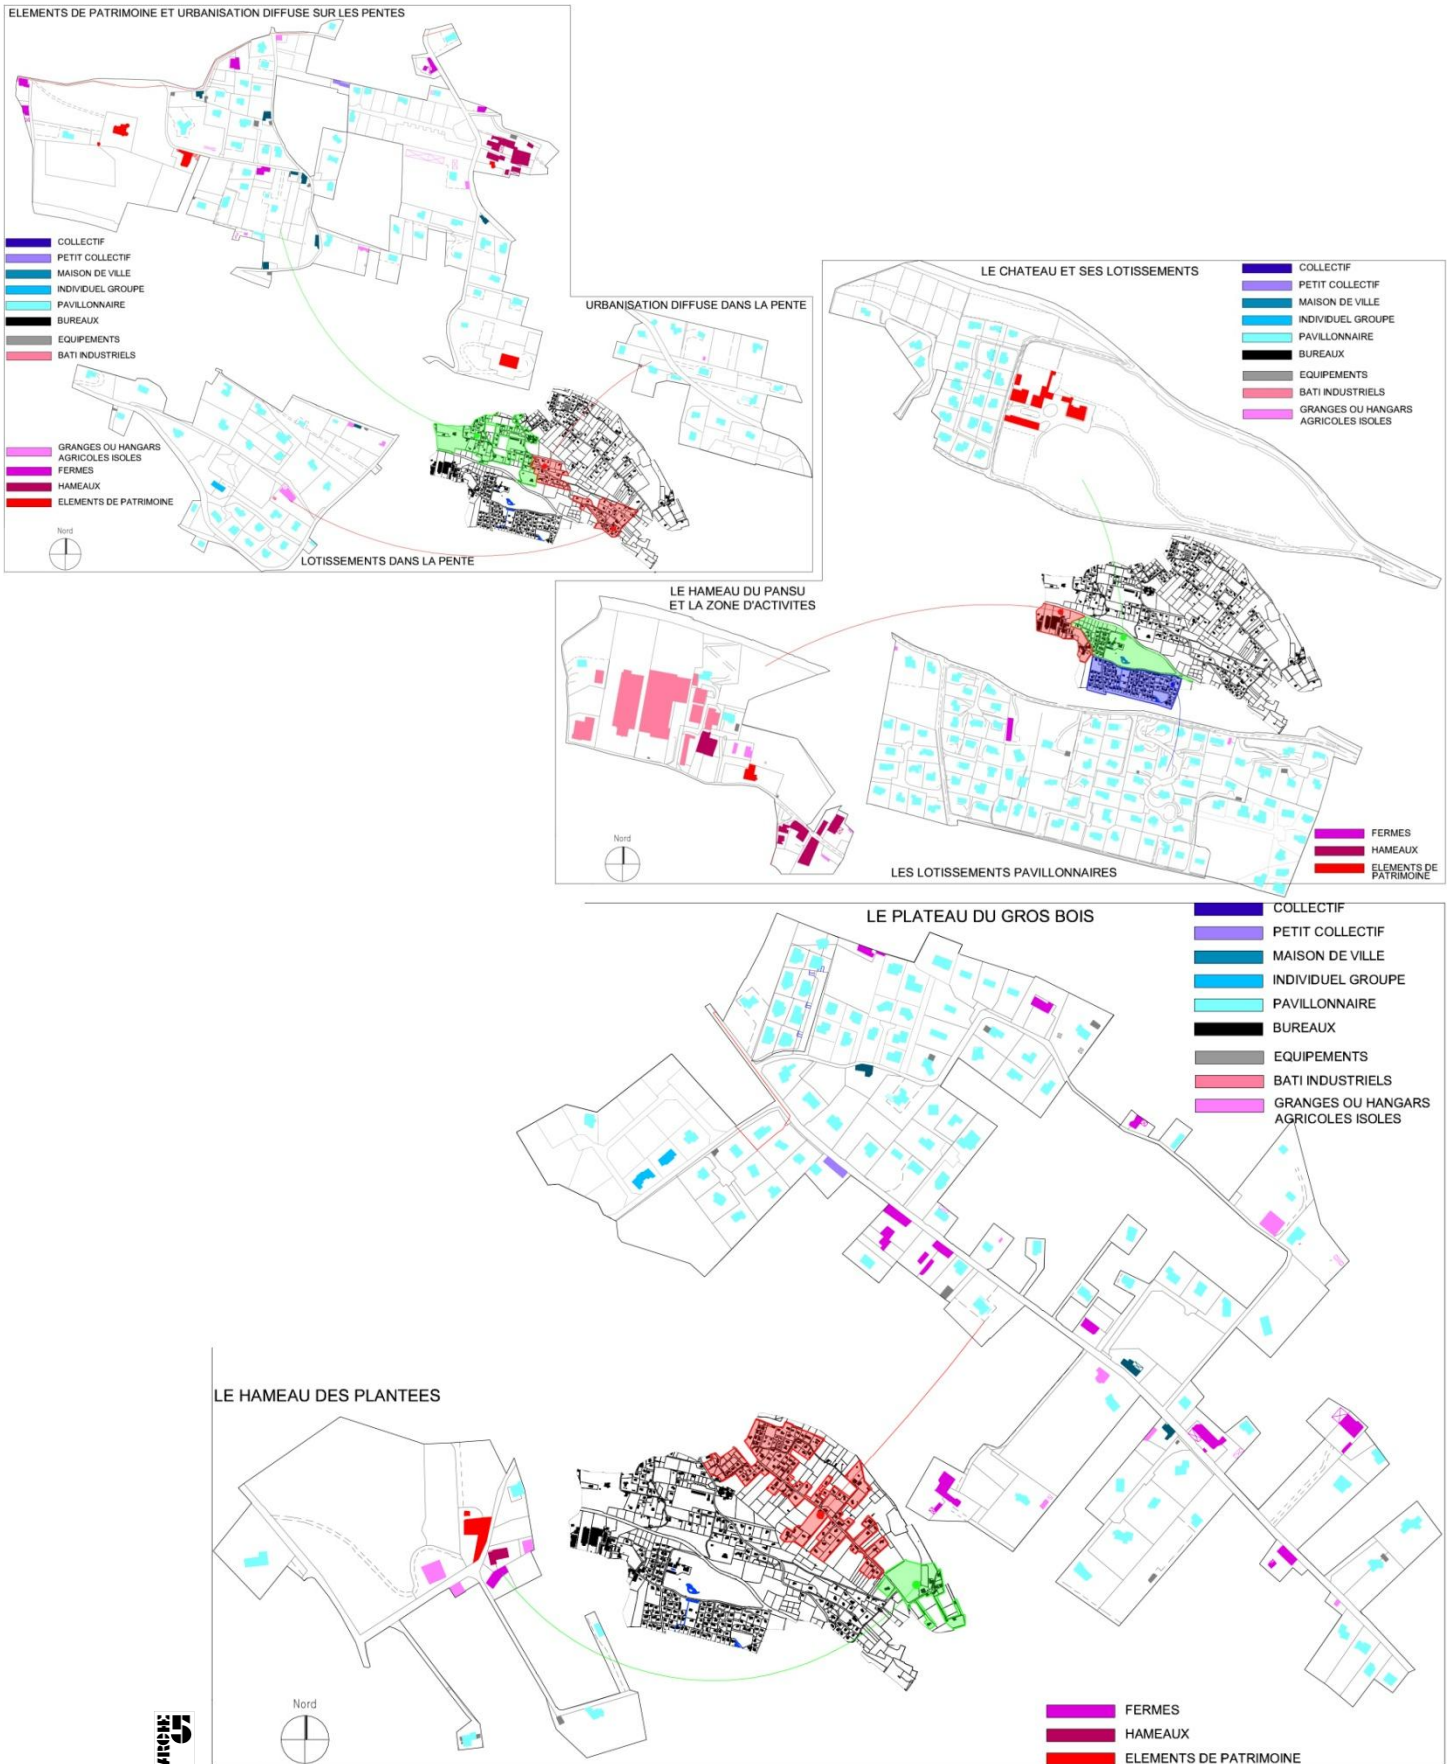 ELEMENTS DE PATRIMOINE ET URBANISATION DIFFUSE SUR LES PENTES
COLLECTIF
PETIT COLLECTIF
MAISON DE VILLE
INDIVIDUEL GROUPE
PAVILLONNAIRE
BUREAUX
EQUIPEMENTS
BATI INDUSTRIELS
URBANISATION DIFFUSE DANS LA PENTE
GRANGES OU HANGARS
AGRICOLES ISOLES
FERMES
HAMEAUX
ELEMENTS DE PATRIMOINE
Nord
LOTISSEMENTS DANS LA PENTE
LE CHATEAU ET SES LOTISSEMENTS
COLLECTIF
PETIT COLLECTIF
MAISON DE VILLE
INDIVIDUEL GROUPE
PAVILLONNAIRE
BUREAUX
EQUIPEMENTS
BATI INDUSTRIELS
GRANGES OU HANGARS
AGRICOLES ISOLES
LE HAMEAU DU PANSU
ET LA ZONE D'ACTIVITES
Nord
LES LOTISSEMENTS PAVILLONNAIRES
FERMES
HAMEAUX
ELEMENTS DE
PATRIMOINE
LE PLATEAU DU GROS BOIS
COLLECTIF
PETIT COLLECTIF
MAISON DE VILLE
INDIVIDUEL GROUPE
PAVILLONNAIRE
BUREAUX
EQUIPEMENTS
BATI INDUSTRIELS
GRANGES OU HANGARS
AGRICOLES ISOLES
LE HAMEAU DES PLANTEES
Nord
FERMES
HAMEAUX
ELEMENTS DE PATRIMOINE
5